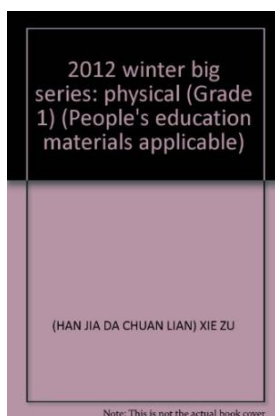 2012 winter big
series: physical (Grade
1) (People's education
materials applicable)
(HAN JIA DA CHUAN LIAN) XIE ZU
Note: This is not the actual book cover